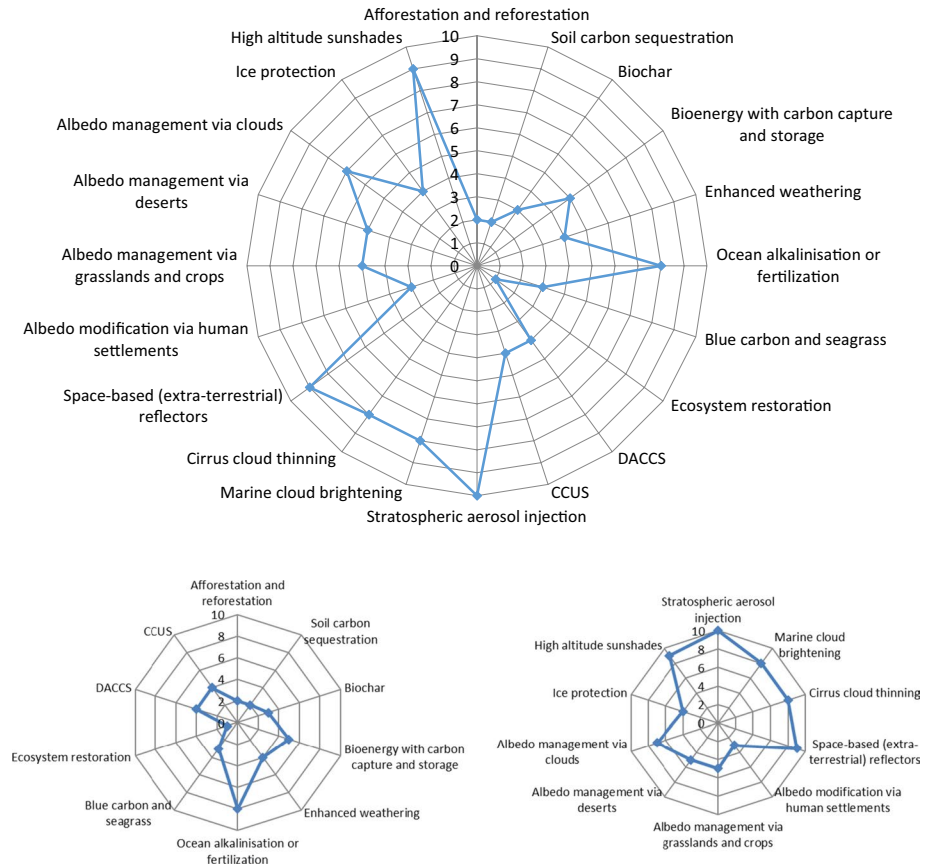 Afforestation and reforestation
High altitude sunshades
Soil carbon sequestration
Ice protection
Biochar
Albedo management via clouds
Bioenergy with carbon capture
and storage
Albedo management via
deserts
Enhanced weathering
Albedo management via
grasslands and crops
Ocean alkalinisation or
fertilization
Albedo modification via human
settlements
Blue carbon and seagrass
Space-based (extra-terrestrial)
reflectors
Ecosystem restoration
Cirrus cloud thinning
DACCS
Marine cloud brightening
CCUS
Stratospheric aerosol injection
10
9
8
7
6
5
4
3
2
1
0
Afforestation and
reforestation
Soil carbon
sequestration
Biochar
Bioenergy with carbon
capture and storage
Enhanced weathering
Ocean alkalinisation or
fertilization
Blue carbon and
seagrass
Ecosystem restoration
DACCS
CCUS
10
8
6
4
2
0
Stratospheric aerosol
injection
Marine cloud
brightening
Cirrus cloud thinning
Space-based (extra-
terrestrial) reflectors
Albedo modification via
human settlements
Albedo management via
grasslands and crops
Albedo management via
deserts
Albedo management via
clouds
Ice protection
High altitude sunshades
10
8
6
4
2
0